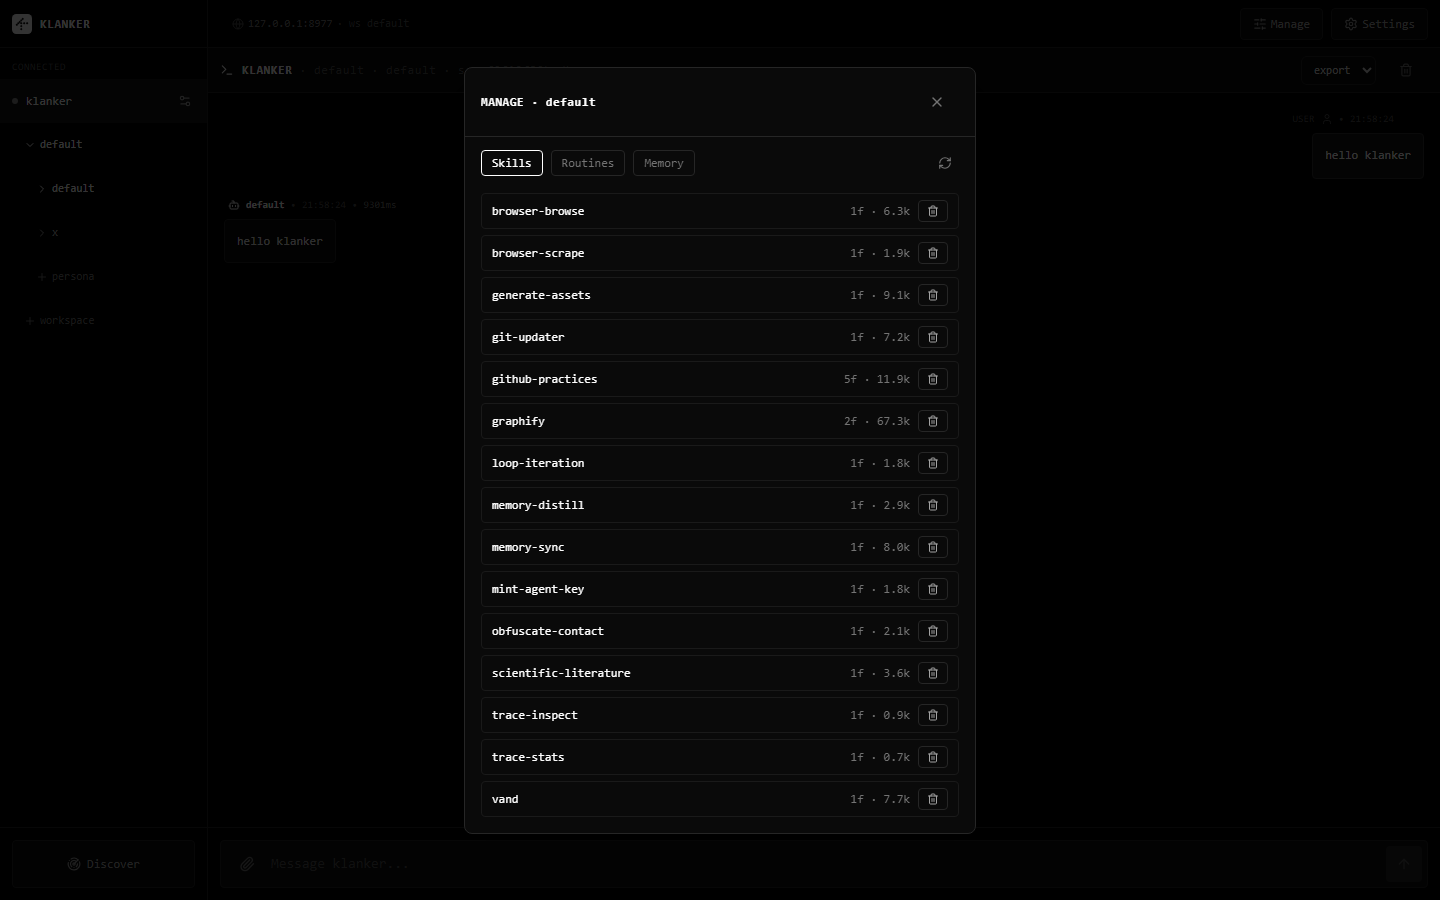 KLANKER
127.0.0.1:8977 · ws default
Manage
Settings
CONNECTED
KLANKER · default · default ·
export
klanker
default
default
x
+ persona
+ workspace
Discover
USER · 21:38:24
hello klanker
default · 21:38:24 · 9301ms
hello klanker
Message klanker...
MANAGE · default
Skills
Routines
Memory
browser-browse 1f · 6.3k
browser-scrape 1f · 1.9k
generate-assets 1f · 9.1k
git-updater 1f · 7.2k
github-practices 5f · 11.9k
graphify 2f · 67.3k
loop-iteration 1f · 1.8k
memory-distill 1f · 2.9k
memory-sync 1f · 8.0k
mint-agent-key 1f · 1.8k
obfuscate-contact 1f · 2.1k
scientific-literature 1f · 3.6k
trace-inspect 1f · 0.9k
trace-stats 1f · 0.7k
vand 1f · 7.7k